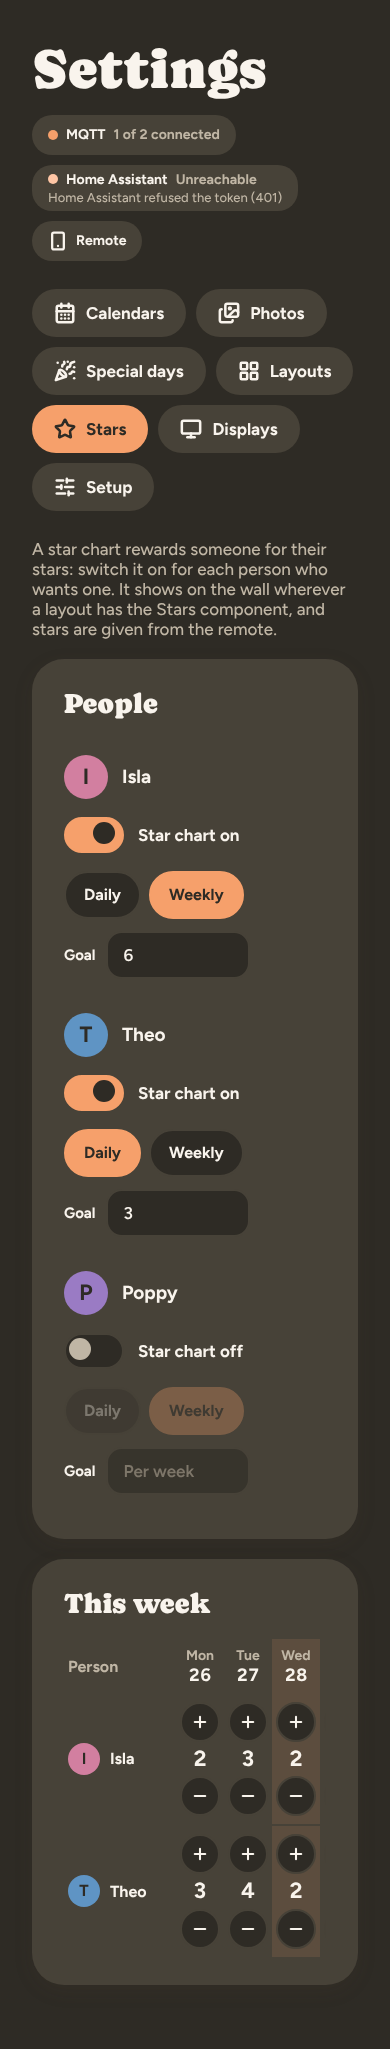 Settings
MQTT 1 of 2 connected
Home Assistant Unreachable
Home Assistant refused the token (401)
Remote
Calendars
Photos
Special days
Layouts
Stars
Displays
Setup
A star chart rewards someone for their
stars: switch it on for each person who
wants one. It shows on the wall wherever
a layout has the Stars component, and
stars are given from the remote.
People
I Isla
Star chart on
Daily Weekly
Goal 6
T Theo
Star chart on
Daily Weekly
Goal 3
P Poppy
Star chart off
Daily Weekly
Goal Per week
This week
Person Mon 26 Tue 27 Wed 28
+ + +
I Isla 2 3 2
− − −
+ + +
T Theo 3 4 2
− − −